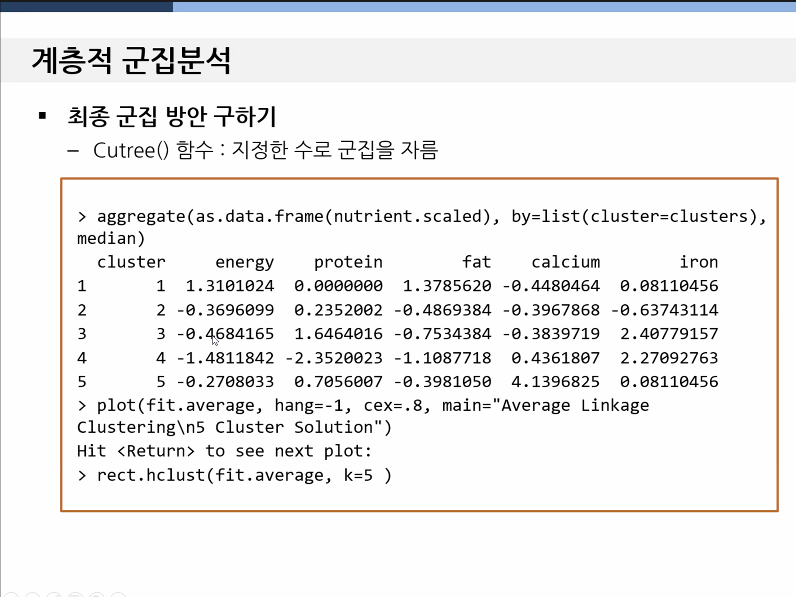 계층적 군집분석
▪ 최종 군집 방안 구하기
– Cutree() 함수 : 지정한 수로 군집을 자름
> aggregate(as.data.frame(nutrient.scaled), by=list(cluster=clusters),
median)
cluster energy protein fat calcium iron
1 1 1.3101024 0.0000000 1.3785620 -0.4480464 0.08110456
2 2 -0.3696099 0.2352002 -0.4869384 -0.3967868 -0.63743114
3 3 -0.4684165 1.6464016 -0.7534384 -0.3839719 2.40779157
4 4 -1.4811842 -2.3520023 -1.1087718 0.4361807 2.27092763
5 5 -0.2708033 0.7056007 -0.3981050 4.1396825 0.08110456
> plot(fit.average, hang=-1, cex=.8, main="Average Linkage
Clustering\n5 Cluster Solution")
Hit <Return> to see next plot:
> rect.hclust(fit.average, k=5 )